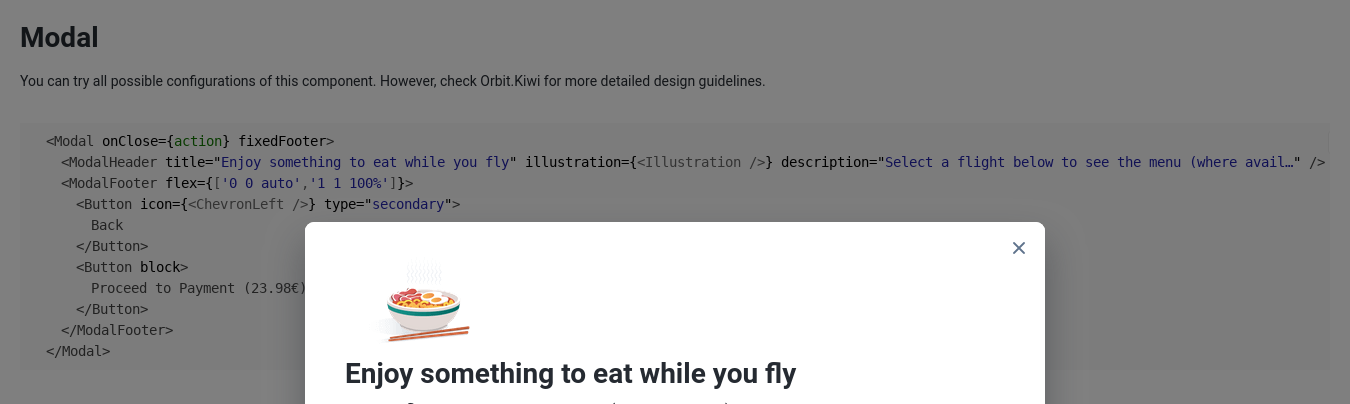 Modal
You can try all possible configurations of this component. However, check Orbit.Kiwi for more detailed design guidelines.
<Modal onClose={action} fixedFooter>
<ModalHeader title="Enjoy something to eat while you fly" illustration={<Illustration />} description="Select a flight below to see the menu (where avail…" />
<ModalFooter flex={['0 0 auto','1 1 100%']}>
<Button icon={<ChevronLeft />} type="secondary">
Back
</Button>
<Button block>
Proceed to Payment (23.98€)
</Button>
</ModalFooter>
</Modal>
Enjoy something to eat while you fly